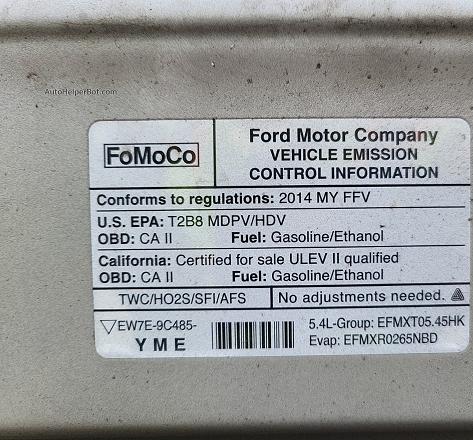 AutoHelperBot.com
FoMoCo
Ford Motor Company
VEHICLE EMISSION
CONTROL INFORMATION
Conforms to regulations: 2014 MY FFV
U.S. EPA: T2B8 MDPV/HDV
OBD: CA II Fuel: Gasoline/Ethanol
California: Certified for sale ULEV II qualified
OBD: CA II Fuel: Gasoline/Ethanol
TWC/HO2S/SFI/AFS No adjustments needed.
EW7E-9C485-
YME
5.4L-Group: EFMXT05.45HK
Evap: EFMXR0265NBD